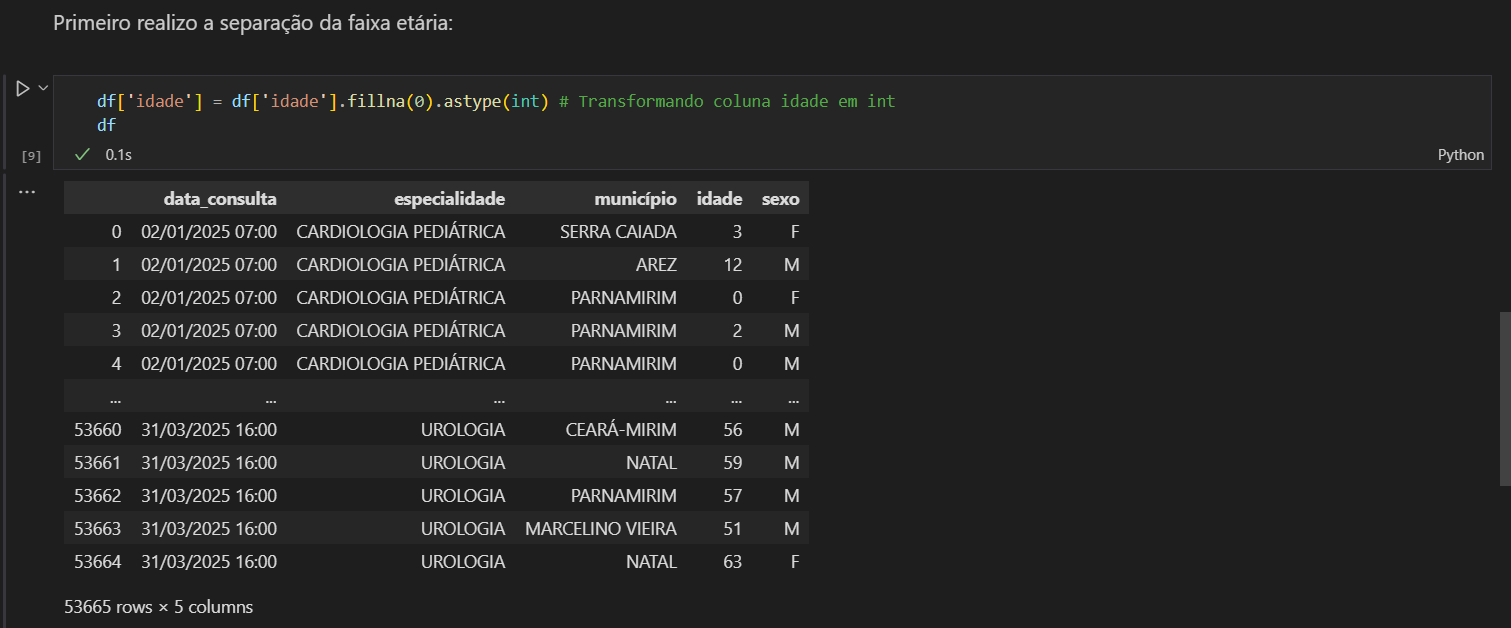 Primeiro realizo a separação da faixa etária:
df['idade'] = df['idade'].fillna(0).astype(int) # Transformando coluna idade em int
df
[9] 0.1s Python
...
data_consulta especialidade município idade sexo
0 02/01/2025 07:00 CARDIOLOGIA PEDIÁTRICA SERRA CAIADA 3 F
1 02/01/2025 07:00 CARDIOLOGIA PEDIÁTRICA AREZ 12 M
2 02/01/2025 07:00 CARDIOLOGIA PEDIÁTRICA PARNAMIRIM 0 F
3 02/01/2025 07:00 CARDIOLOGIA PEDIÁTRICA PARNAMIRIM 2 M
4 02/01/2025 07:00 CARDIOLOGIA PEDIÁTRICA PARNAMIRIM 0 M
... ... ... ... ... ...
53660 31/03/2025 16:00 UROLOGIA CEARÁ-MIRIM 56 M
53661 31/03/2025 16:00 UROLOGIA NATAL 59 M
53662 31/03/2025 16:00 UROLOGIA PARNAMIRIM 57 M
53663 31/03/2025 16:00 UROLOGIA MARCELINO VIEIRA 51 M
53664 31/03/2025 16:00 UROLOGIA NATAL 63 F
53665 rows × 5 columns